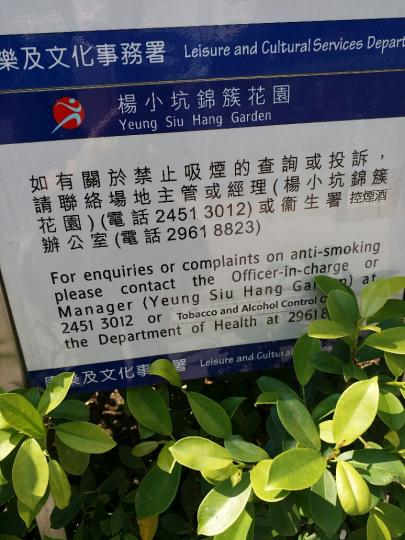 樂及文化事務署 Leisure and Cultural Services
楊小坑錦簇花園
Yeung Siu Hang Garden
如有關於禁止吸煙的查詢或投訴，
請聯絡場地主管或經理(楊小坑錦簇
花園)(電話 2451 3012)或衞生署 控煙酒
辦公室(電話 2961 8823)
For enquiries or complaints on anti-smoking
please contact the Officer-in-charge or
Manager (Yeung Siu Hang Garden) at
2451 3012 or Tobacco and Alcohol Control
the Department of Health at 2961 8
樂及文化事務署 Leisure and Cultural